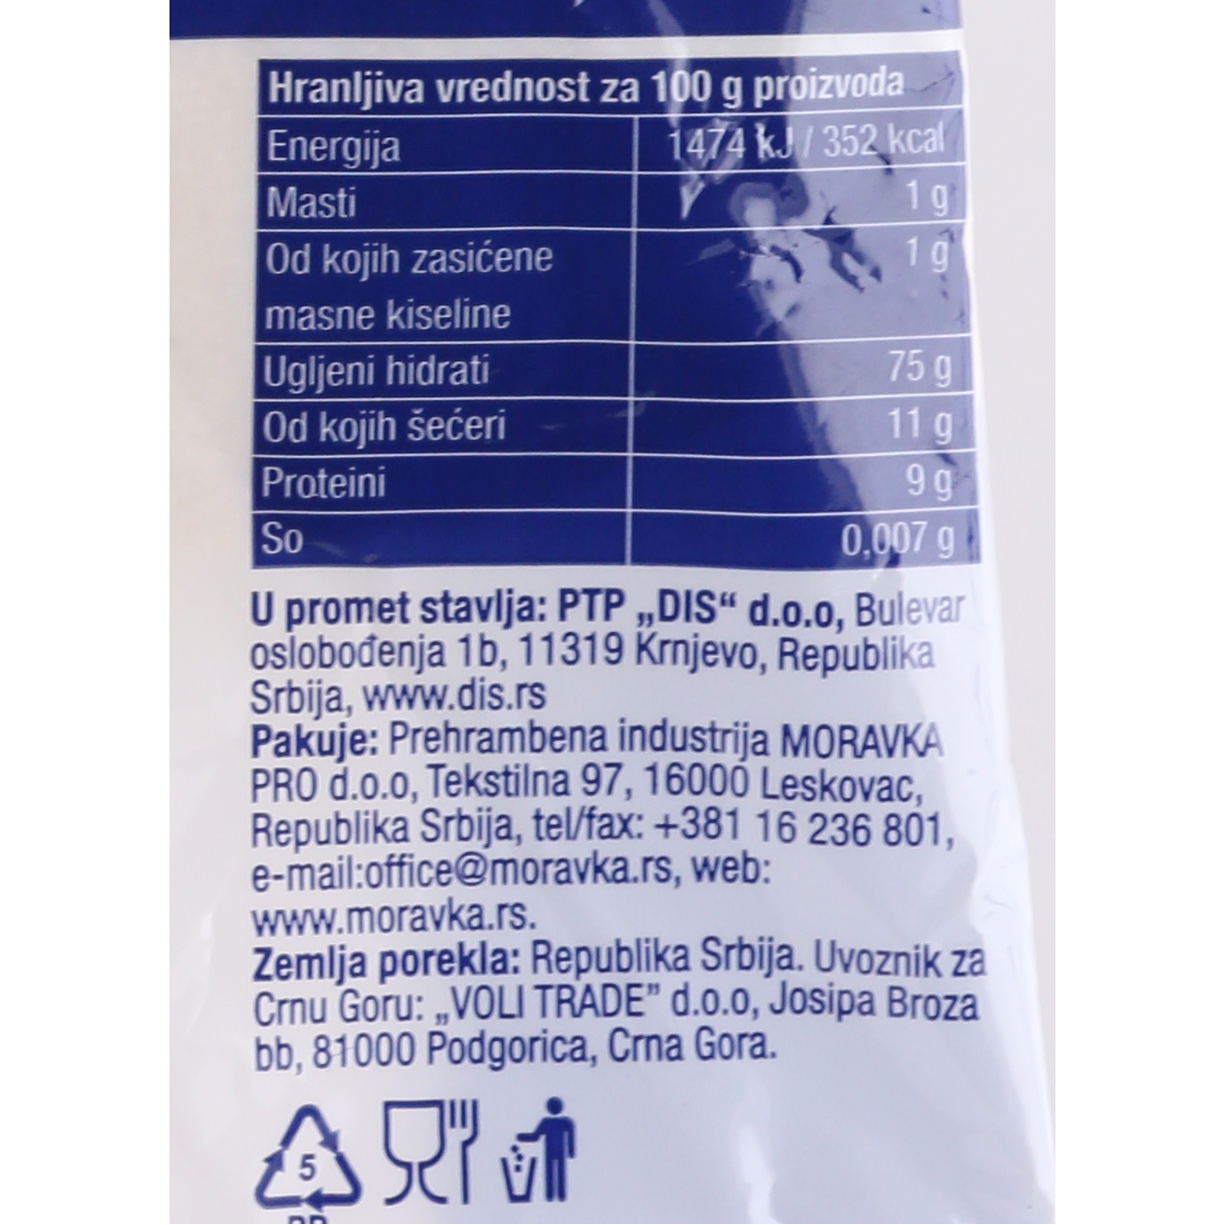 Hranljiva vrednost za 100 g proizvoda
Energija 1474 kJ / 352 kcal
Masti 1 g
Od kojih zasićene 1 g
masne kiseline
Ugljeni hidrati 75 g
Od kojih šećeri 11 g
Proteini 9 g
So 0,007 g
U promet stavlja: PTP „DIS“ d.o.o, Bulevar
oslobođenja 1b, 11319 Krnjevo, Republika
Srbija, www.dis.rs
Pakuje: Prehrambena industrija MORAVKA
PRO d.o.o, Tekstilna 97, 16000 Leskovac,
Republika Srbija, tel/fax: +381 16 236 801,
e-mail:office@moravka.rs, web:
www.moravka.rs.
Zemlja porekla: Republika Srbija. Uvoznik za
Crnu Goru: „VOLI TRADE” d.o.o, Josipa Broza
bb, 81000 Podgorica, Crna Gora.
5